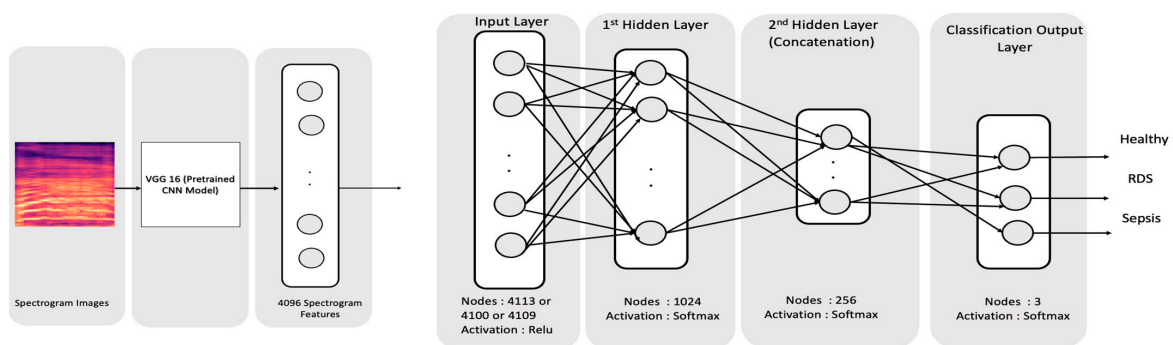 Spectrogram Images
VGG 16 (Pretrained
CNN Model)
4096 Spectrogram
Features
Input Layer
Nodes : 4113 or
4100 or 4109
Activation : Relu
1st Hidden Layer
Nodes : 1024
Activation : Softmax
2nd Hidden Layer
(Concatenation)
Nodes : 256
Activation : Softmax
Classification Output
Layer
Nodes : 3
Activation : Softmax
Healthy
RDS
Sepsis